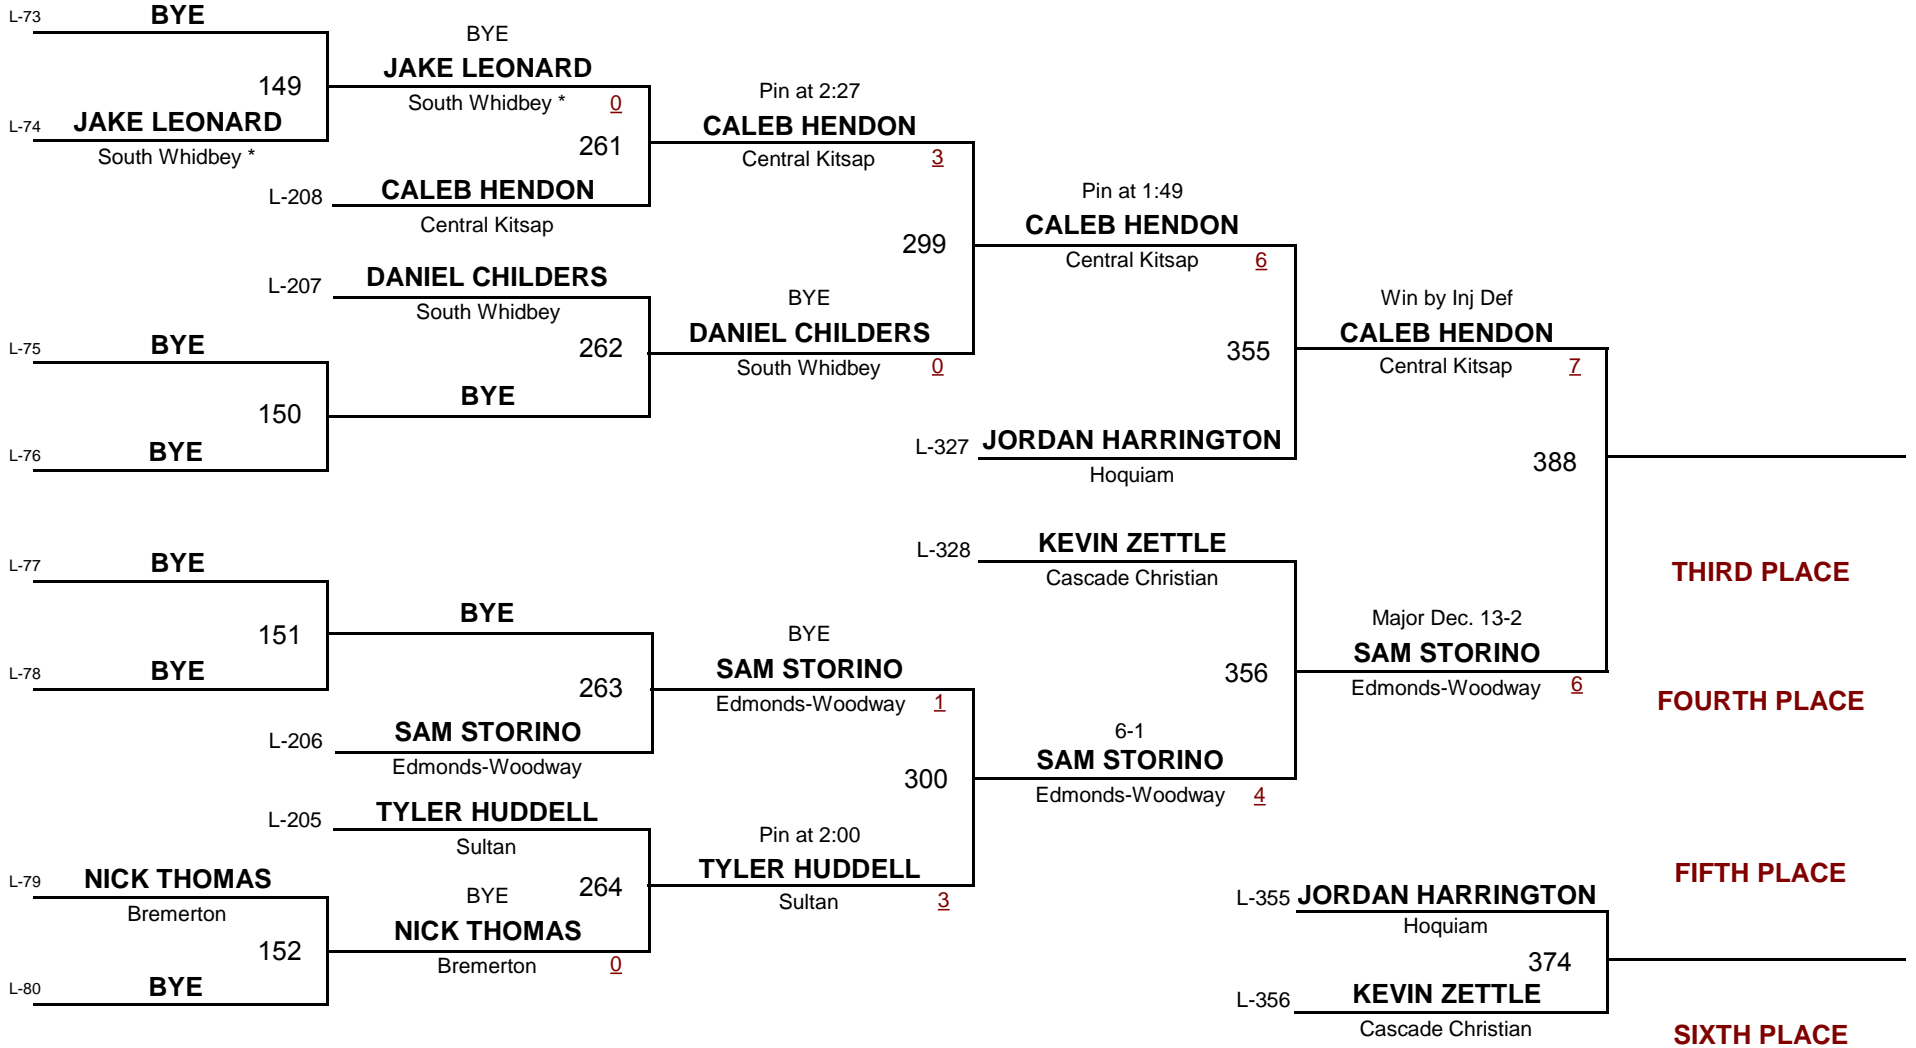 L-73 BYE
149
L-74 JAKE LEONARD
South Whidbey *
BYE
JAKE LEONARD
South Whidbey * 0
261
L-208 CALEB HENDON
Central Kitsap
Pin at 2:27
CALEB HENDON
Central Kitsap 3
L-207 DANIEL CHILDERS
South Whidbey
262
L-75 BYE
150
BYE
L-76 BYE
BYE
DANIEL CHILDERS
South Whidbey 0
299
Pin at 1:49
CALEB HENDON
Central Kitsap 6
355
L-327 JORDAN HARRINGTON
Hoquiam
Win by Inj Def
CALEB HENDON
Central Kitsap 7
388
L-328 KEVIN ZETTLE
Cascade Christian
356
L-77 BYE
151
BYE
L-78 BYE
263
L-206 SAM STORINO
Edmonds-Woodway
BYE
SAM STORINO
Edmonds-Woodway 1
300
6-1
SAM STORINO
Edmonds-Woodway 4
Major Dec. 13-2
SAM STORINO
Edmonds-Woodway 6
L-205 TYLER HUDDELL
Sultan
264
L-79 NICK THOMAS
Bremerton
152
L-80 BYE
BYE
NICK THOMAS
Bremerton 0
Pin at 2:00
TYLER HUDDELL
Sultan 3
L-355 JORDAN HARRINGTON
Hoquiam
374
L-356 KEVIN ZETTLE
Cascade Christian
THIRD PLACE
FOURTH PLACE
FIFTH PLACE
SIXTH PLACE